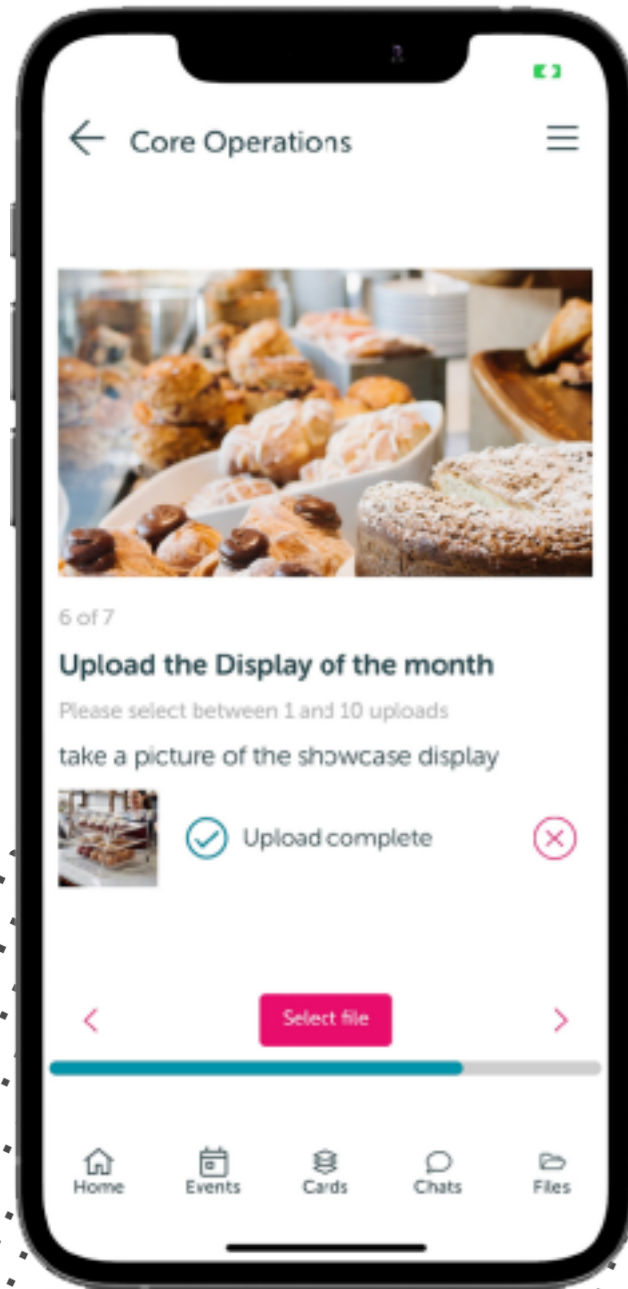 Core Operations
6 of 7
Upload the Display of the month
Please select between 1 and 10 uploads
take a picture of the showcase display
Upload complete
Select file
Home Events Cards Chats Files